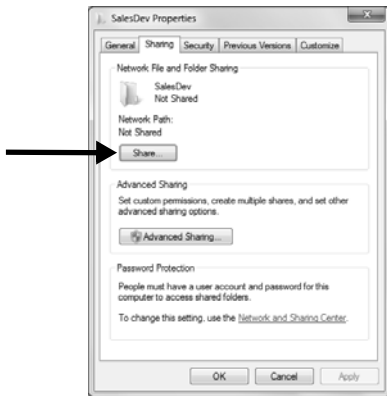 SalesDev Properties
General Sharing Security Previous Versions Customize
Network File and Folder Sharing
SalesDev
Not Shared
Network Path:
Not Shared
Share...
Advanced Sharing
Set custom permissions, create multiple shares, and set other
advanced sharing options.
Advanced Sharing...
Password Protection
People must have a user account and password for this
computer to access shared folders.
To change this setting, use the Network and Sharing Center.
OK Cancel Apply